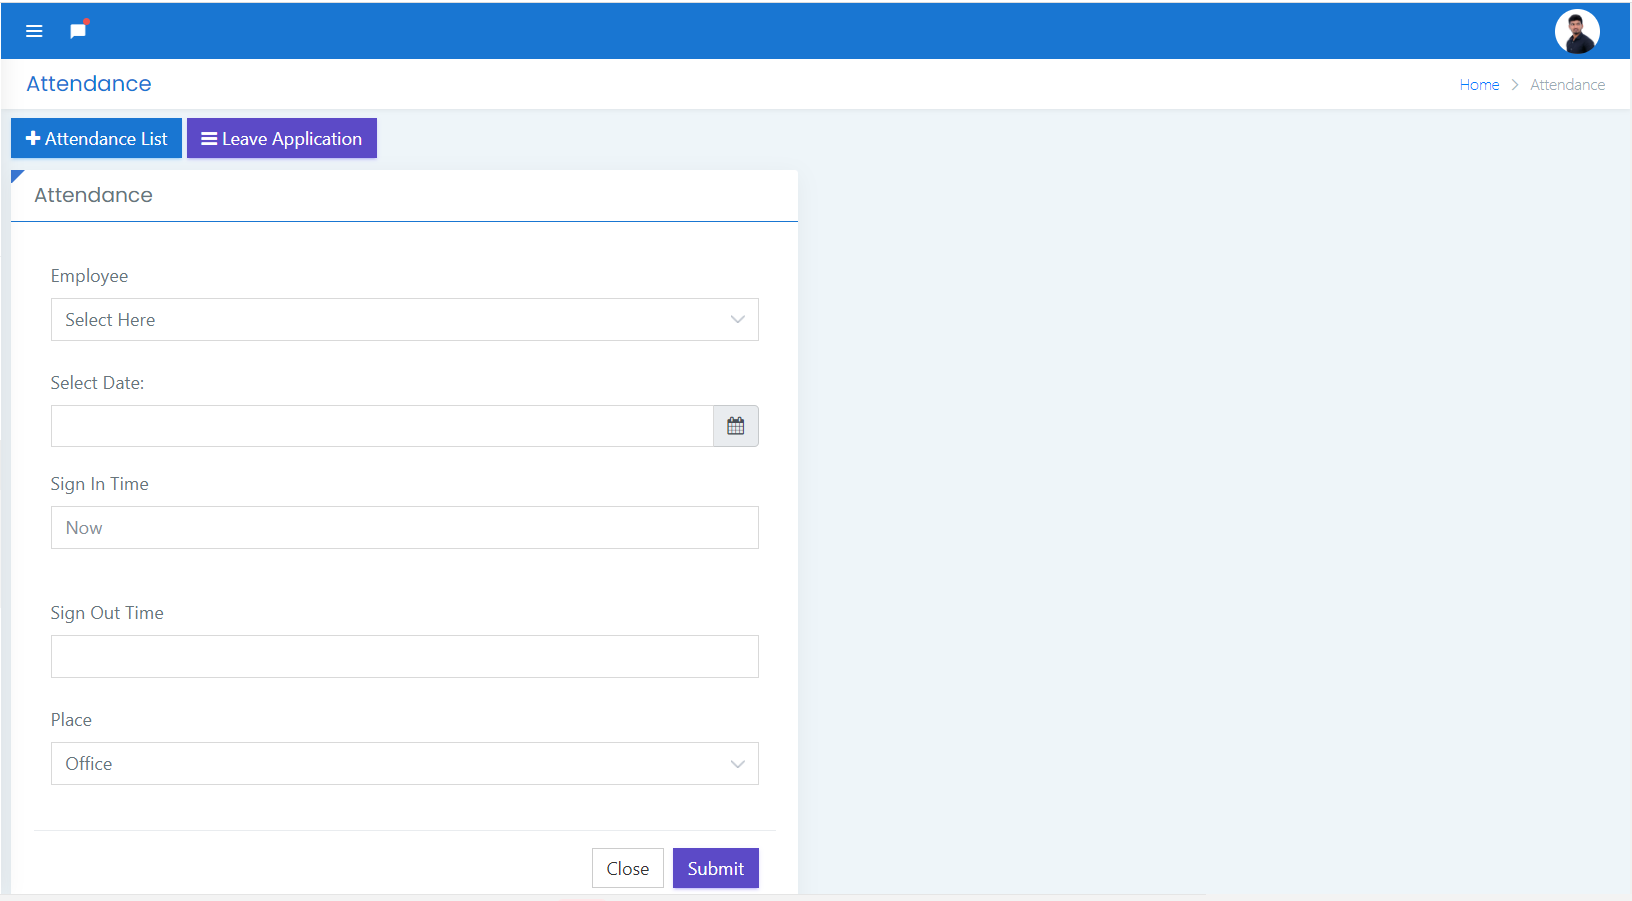 Attendance
Home > Attendance
Attendance List
Leave Application
Attendance
Employee
Select Here
Select Date:
Sign In Time
Now
Sign Out Time
Place
Office
Close
Submit